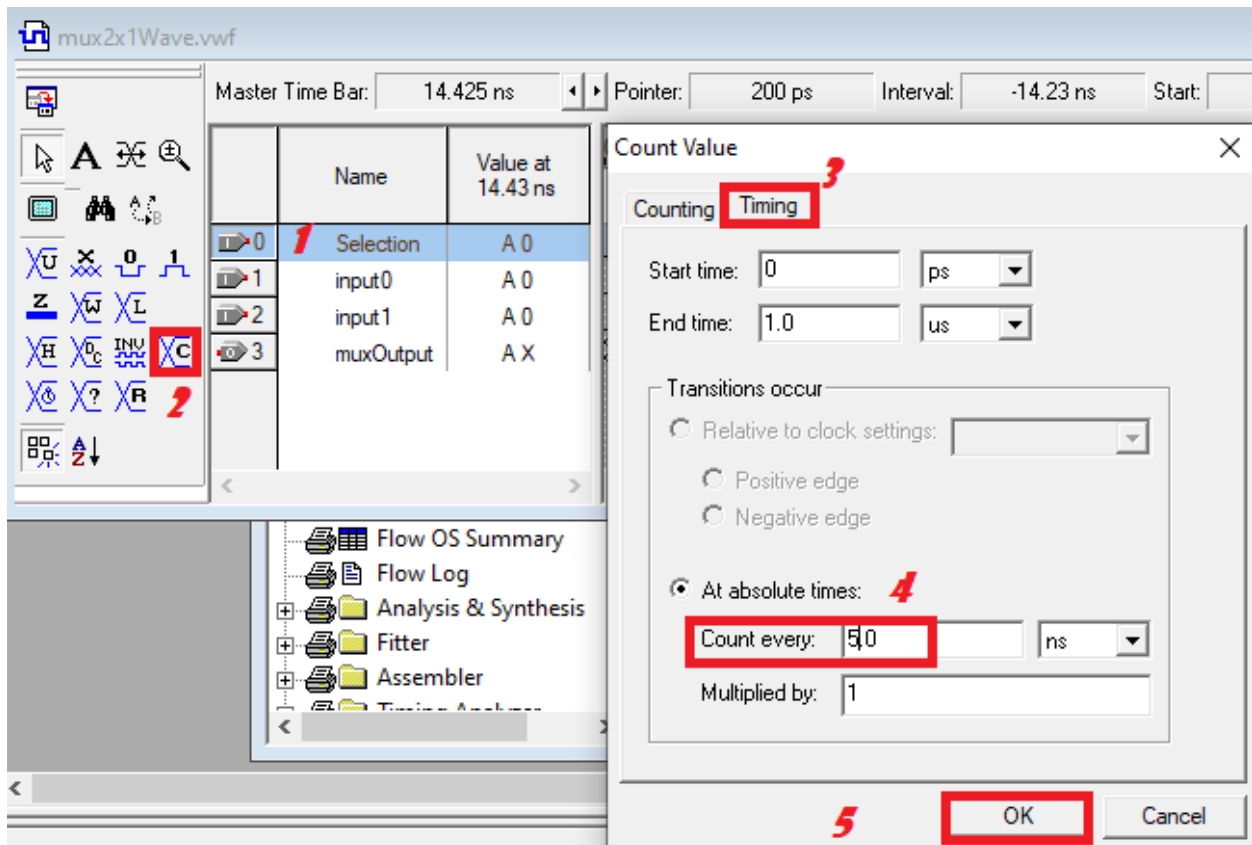 mux2x1Wave.vwf
Master Time Bar: 14.425 ns Pointer: 200 ps Interval: -14.23 ns Start:
Name
Value at
14.43 ns
0 1 Selection A 0
1 input0 A 0
2 input1 A 0
3 muxOutput A X
2
Count Value
3
Counting Timing
Start time: 0 ps
End time: 1.0 us
Transitions occur
Relative to clock settings:
Positive edge
Negative edge
At absolute times: 4
Count every: 5.0 ns
Multiplied by: 1
5 OK Cancel
Flow OS Summary
Flow Log
Analysis & Synthesis
Fitter
Assembler
Timing Analyzer